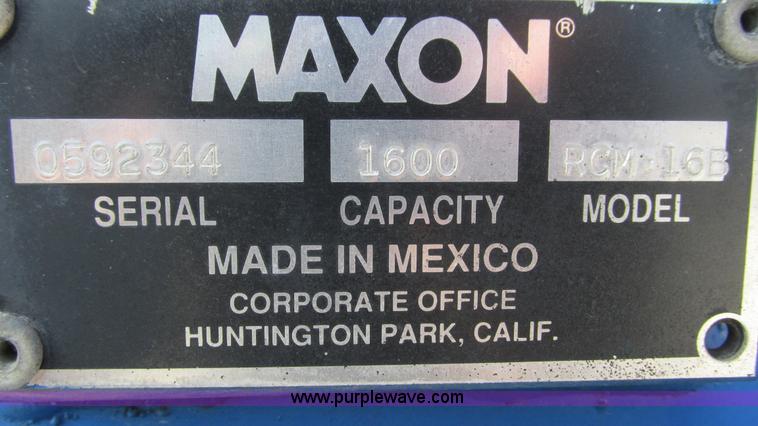 MAXON®
0592344 1600 RCM-16B
SERIAL CAPACITY MODEL
MADE IN MEXICO
CORPORATE OFFICE
HUNTINGTON PARK, CALIF.
www.purplewave.com